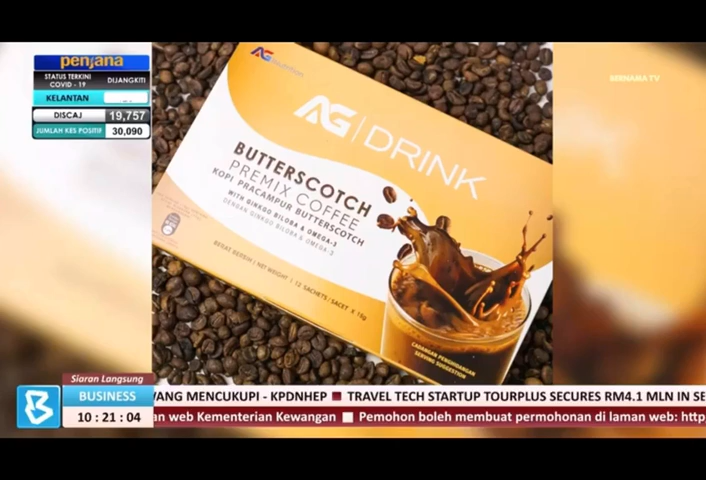 penjana
STATUS TERKINI
COVID - 19
DIJANGKITI
KELANTAN
DISCAJ
19,757
JUMLAH KES POSITIF
30,090
BERNAMA TV
AG
AG | DRINK
BUTTERSCOTCH
PREMIX COFFEE
KOPI PRACAMPUR BUTTERSCOTCH
WITH GINKGO BILOBA & OMEGA-3
DENGAN GINKGO BILOBA & OMEGA-3
BERAT BERSIH | NET WEIGHT | 12 SACHETS/SACET X 18g
CADANGAN PENGHIDANGAN
SERVING SUGGESTION
Siaran Langsung
BUSINESS
10:21:04
YANG MENCUKUPI - KPDNHEP ■ TRAVEL TECH STARTUP TOURPLUS SECURES RM4.1 MLN IN SE
an web Kementerian Kewangan ■ Pemohon boleh membuat permohonan di laman web: http